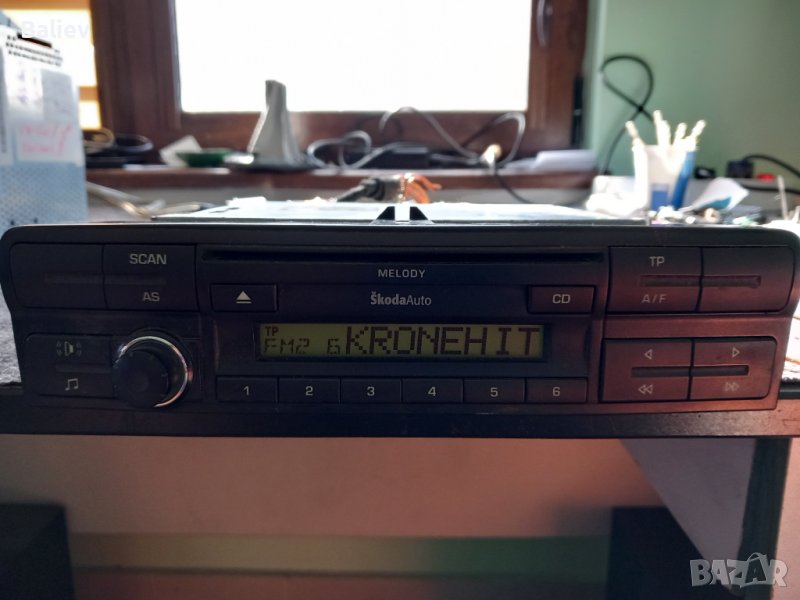 SCAN
AS
MELODY
ŠkodaAuto
CD
TP
A/F
TP
FM2 6 KRONEHIT
1 2 3 4 5 6
BAZAR